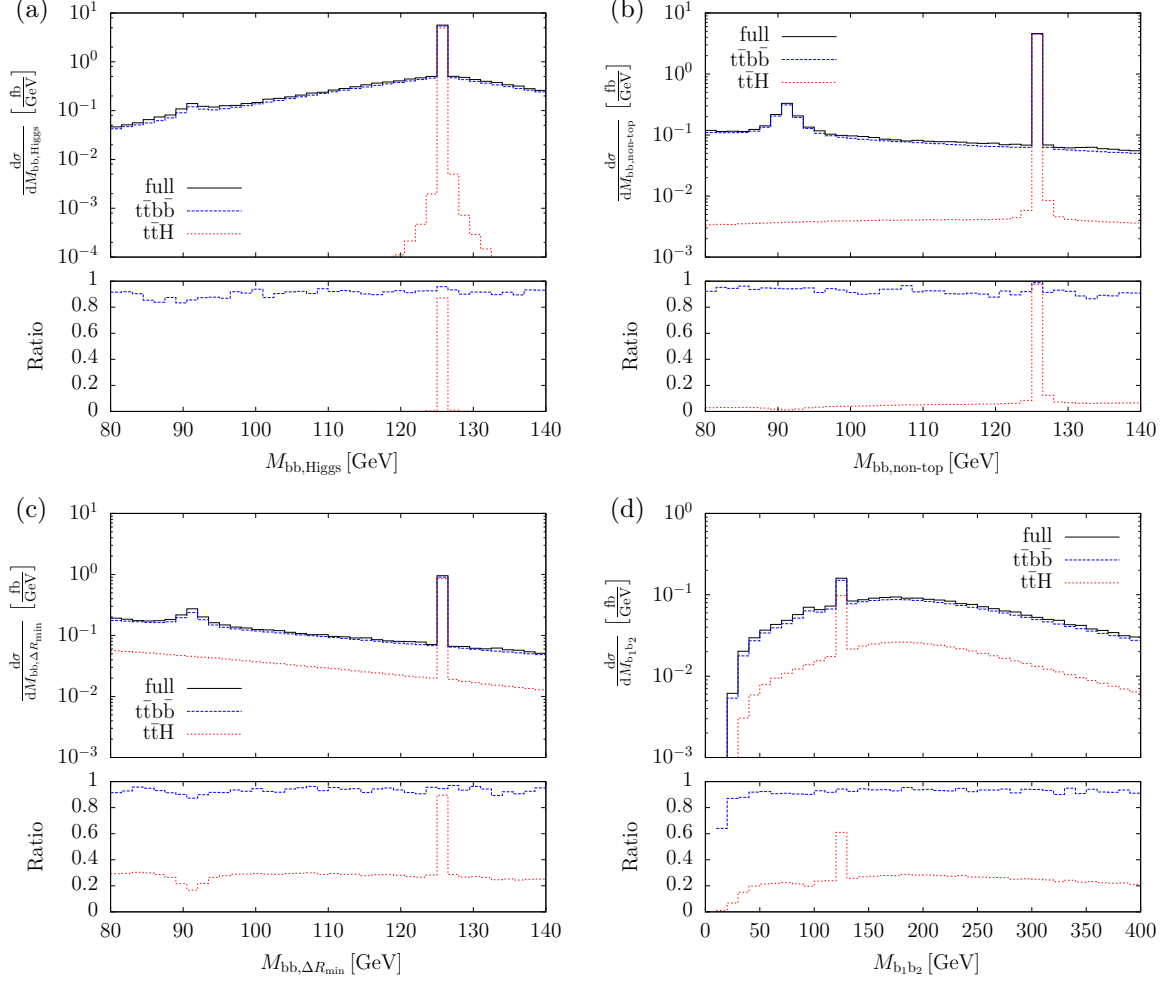 (a)
10^1
10^0
10^-1
10^-2
10^-3
10^-4
dσ/dM_bb,Higgs [fb/GeV]
full
tt̄bb̄
tt̄H
1
0.8
0.6
0.4
0.2
0
Ratio
80 90 100 110 120 130 140
M_bb,Higgs [GeV]
(b)
10^1
10^0
10^-1
10^-2
10^-3
dσ/dM_bb,non-top [fb/GeV]
full
tt̄bb̄
tt̄H
1
0.8
0.6
0.4
0.2
0
Ratio
80 90 100 110 120 130 140
M_bb,non-top [GeV]
(c)
10^1
10^0
10^-1
10^-2
10^-3
dσ/dM_bb,ΔR_min [fb/GeV]
full
tt̄bb̄
tt̄H
1
0.8
0.6
0.4
0.2
0
Ratio
80 90 100 110 120 130 140
M_bb,ΔR_min [GeV]
(d)
10^0
10^-1
10^-2
10^-3
dσ/dM_b₁b₂ [fb/GeV]
full
tt̄bb̄
tt̄H
1
0.8
0.6
0.4
0.2
0
Ratio
0 50 100 150 200 250 300 350 400
M_b₁b₂ [GeV]